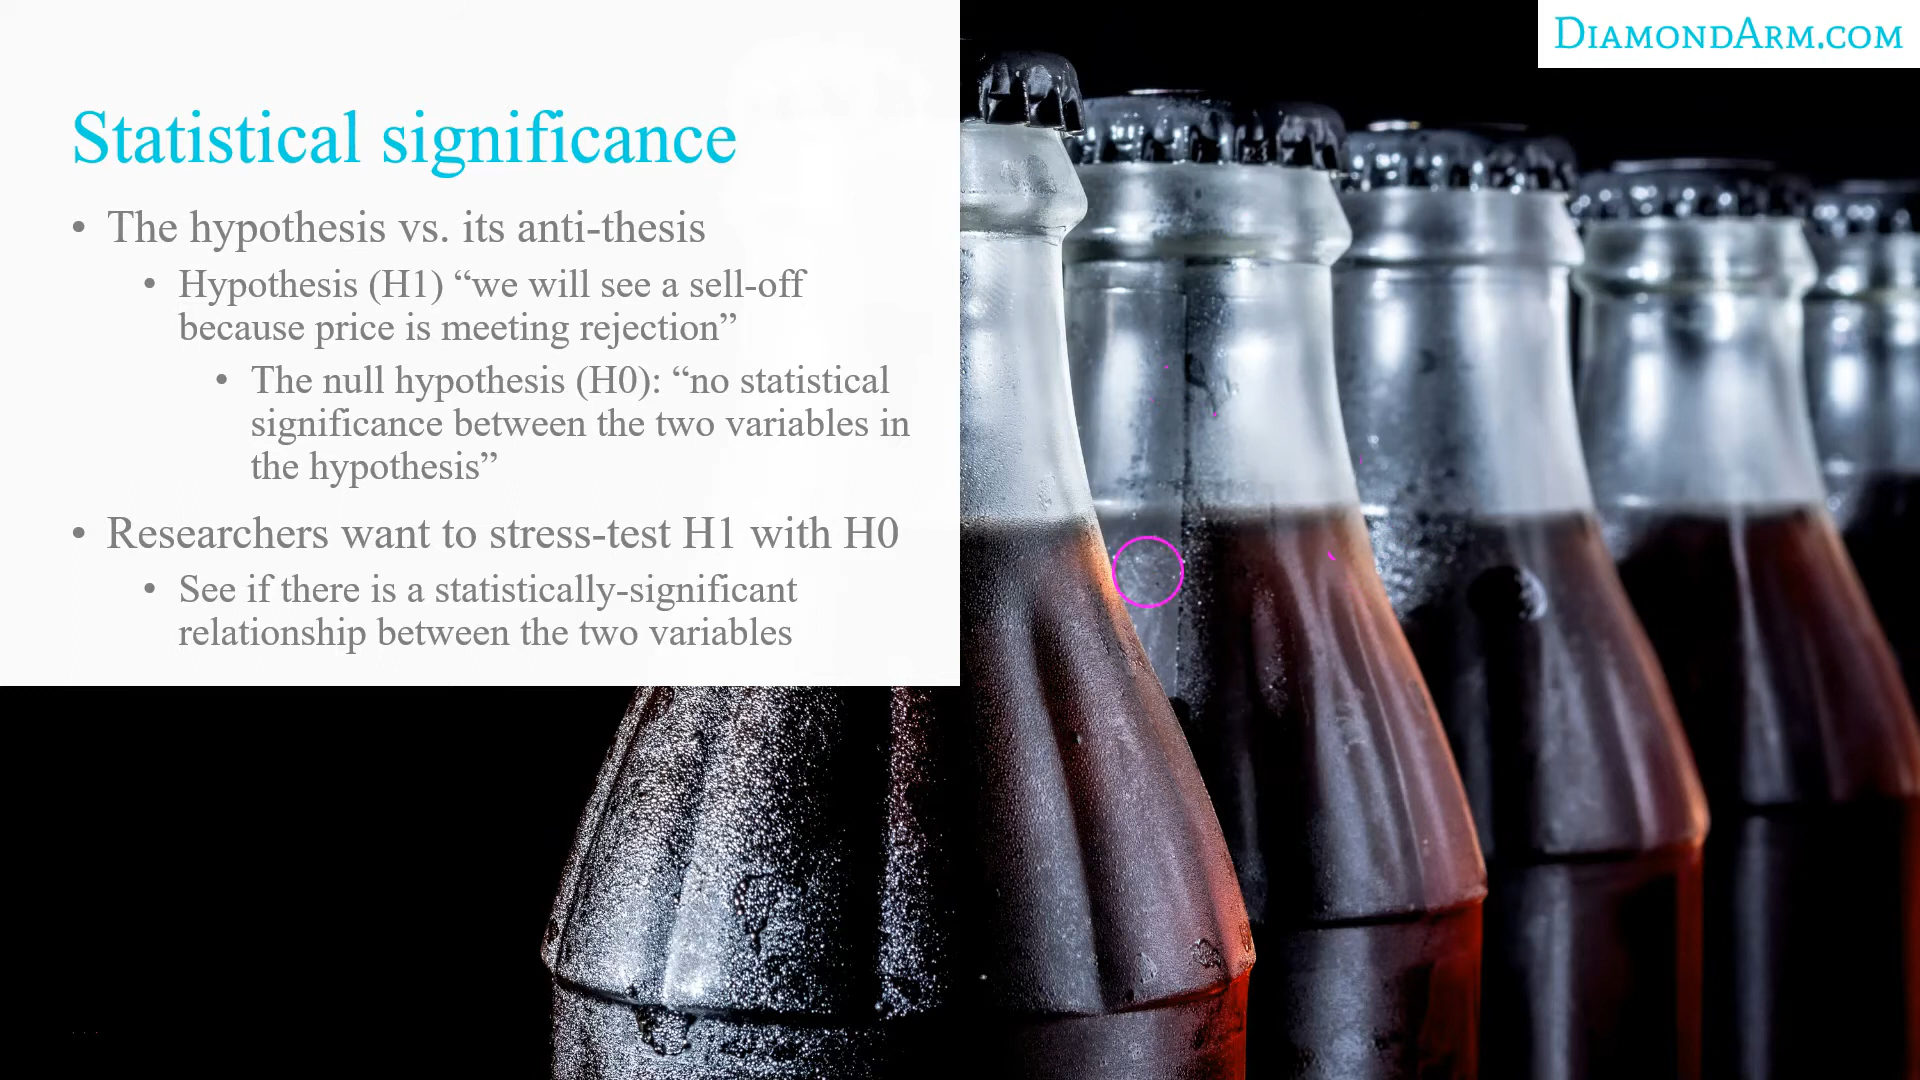 DiamondArm.com
Statistical significance
• The hypothesis vs. its anti-thesis
• Hypothesis (H1) “we will see a sell-off
because price is meeting rejection”
• The null hypothesis (H0): “no statistical
significance between the two variables in
the hypothesis”
• Researchers want to stress-test H1 with H0
• See if there is a statistically-significant
relationship between the two variables